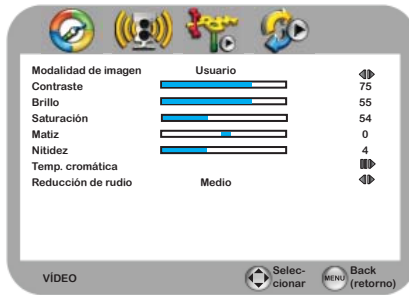 Modalidad de imagen Usuario
Contraste 75
Brillo 55
Saturación 54
Matiz 0
Nitidez 4
Temp. cromática
Reducción de rudio Medio
VÍDEO
Selec-
cionar
MENU
Back
(retorno)